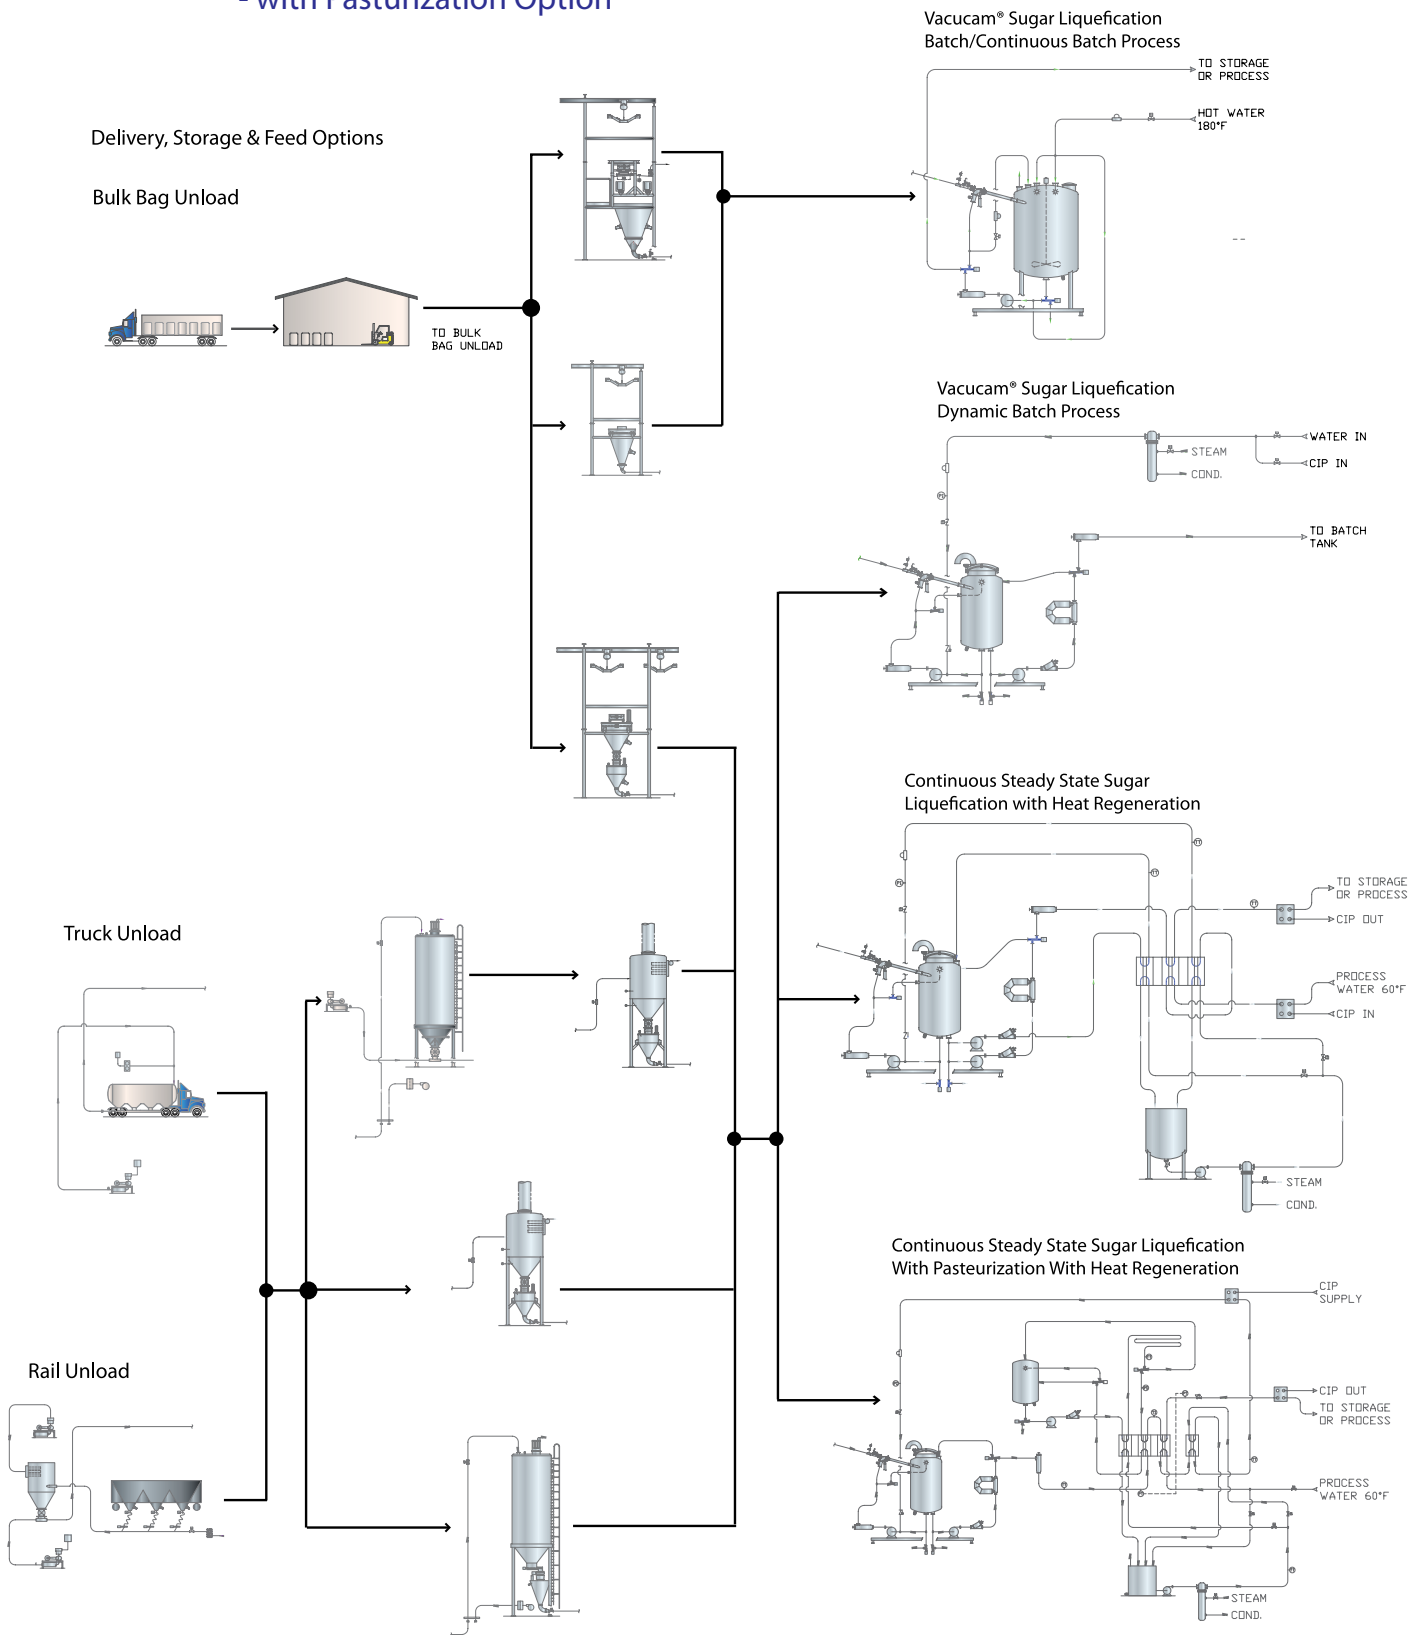 - with Pasturization Option
Vacucam® Sugar Liquefication
Batch/Continuous Batch Process
TO STORAGE
OR PROCESS
HOT WATER
180°F
Delivery, Storage & Feed Options
Bulk Bag Unload
TO BULK
BAG UNLOAD
Vacucam® Sugar Liquefication
Dynamic Batch Process
WATER IN
STEAM
CIP IN
COND.
TO BATCH
TANK
Continuous Steady State Sugar
Liquefication with Heat Regeneration
TO STORAGE
OR PROCESS
CIP OUT
PROCESS
WATER 60°F
CIP IN
STEAM
COND.
Truck Unload
Continuous Steady State Sugar Liquefication
With Pasteurization With Heat Regeneration
CIP
SUPPLY
CIP OUT
TO STORAGE
OR PROCESS
PROCESS
WATER 60°F
STEAM
COND.
Rail Unload